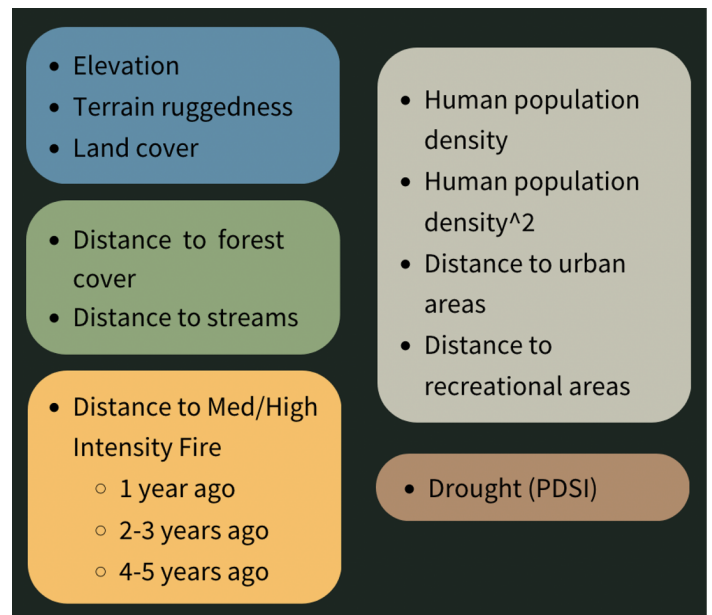 • Elevation
• Terrain ruggedness
• Land cover
• Distance to forest
cover
• Distance to streams
• Distance to Med/High
Intensity Fire
○ 1 year ago
○ 2-3 years ago
○ 4-5 years ago
• Human population
density
• Human population
density^2
• Distance to urban
areas
• Distance to
recreational areas
• Drought (PDSI)